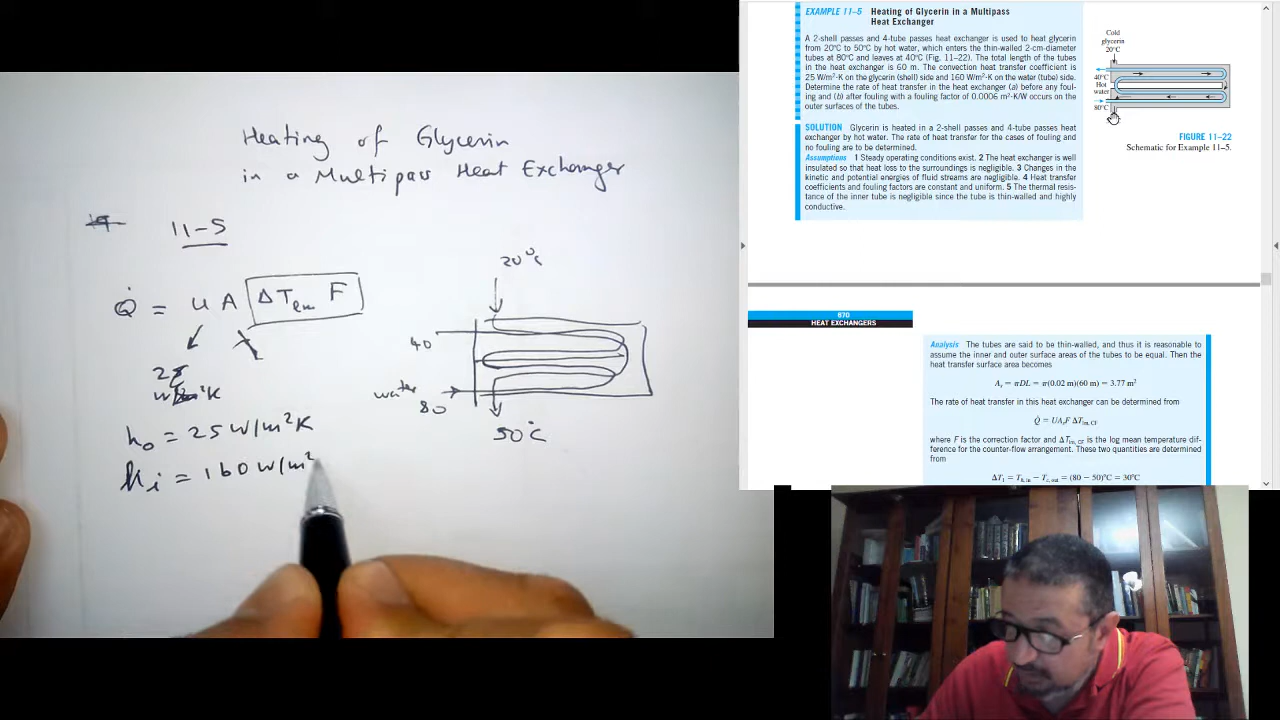 Heating of Glycerin
in a Multipass Heat Exchanger
11-5
Q̇ = U A ΔTlm F
25
W/m²K
ho = 25 W/m²K
hi = 160 W/m²
20°C
40
water
80
50°C
EXAMPLE 11–5 Heating of Glycerin in a Multipass
Heat Exchanger
A 2-shell passes and 4-tube passes heat exchanger is used to heat glycerin
from 20°C to 50°C by hot water, which enters the thin-walled 2-cm-diameter
tubes at 80°C and leaves at 40°C (Fig. 11–22). The total length of the tubes
in the heat exchanger is 60 m. The convection heat transfer coefficient is
25 W/m²·K on the glycerin (shell) side and 160 W/m²·K on the water (tube) side.
Determine the rate of heat transfer in the heat exchanger (a) before any foul-
ing and (b) after fouling with a fouling factor of 0.0006 m²·K/W occurs on the
outer surfaces of the tubes.
SOLUTION Glycerin is heated in a 2-shell passes and 4-tube passes heat
exchanger by hot water. The rate of heat transfer for the cases of fouling and
no fouling are to be determined.
Assumptions 1 Steady operating conditions exist. 2 The heat exchanger is well
insulated so that heat loss to the surroundings is negligible. 3 Changes in the
kinetic and potential energies of fluid streams are negligible. 4 Heat transfer
coefficients and fouling factors are constant and uniform. 5 The thermal resis-
tance of the inner tube is negligible since the tube is thin-walled and highly
conductive.
Cold
glycerin
20°C
40°C
Hot
water
80°C
FIGURE 11–22
Schematic for Example 11–5.
870
HEAT EXCHANGERS
Analysis The tubes are said to be thin-walled, and thus it is reasonable to
assume the inner and outer surface areas of the tubes to be equal. Then the
heat transfer surface area becomes
As = πDL = π(0.02 m)(60 m) = 3.77 m²
The rate of heat transfer in this heat exchanger can be determined from
Q̇ = UAsF ΔTlm, CF
where F is the correction factor and ΔTlm, CF is the log mean temperature dif-
ference for the counter-flow arrangement. These two quantities are determined
from
ΔT1 = Th, in − Tc, out = (80 − 50)°C = 30°C